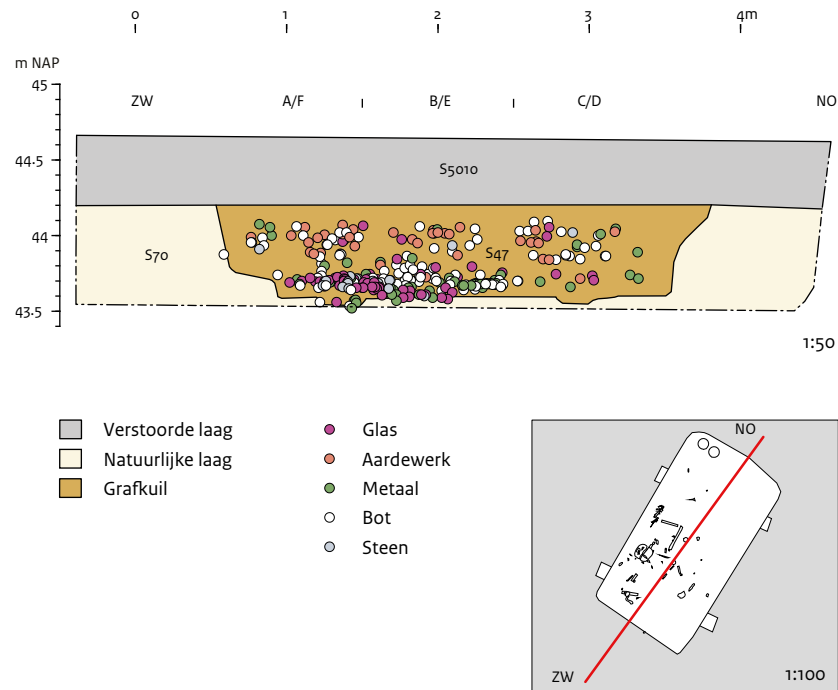 0 1 2 3 4m
m NAP
45
ZW A/F B/E C/D NO
44.5
S5010
44
S70 S47
43.5
1:50
Verstoorde laag
Natuurlijke laag
Grafkuil
Glas
Aardewerk
Metaal
Bot
Steen
NO
ZW
1:100